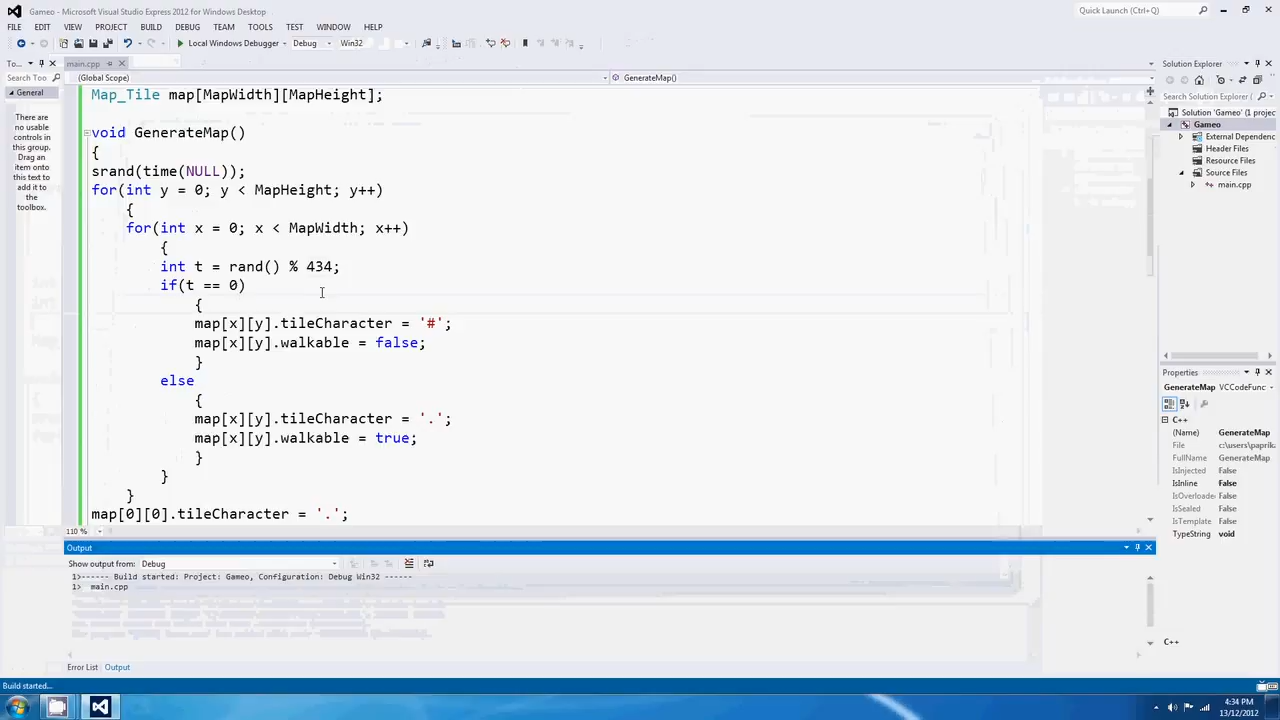 Gameo - Microsoft Visual Studio Express 2012 for Windows Desktop
Quick Launch (Ctrl+Q)
FILE EDIT VIEW PROJECT BUILD DEBUG TEAM TOOLS TEST WINDOW HELP
Local Windows Debugger Debug Win32
To...
main.cpp
Solution Explorer
Search Too
(Global Scope)
GenerateMap()
General
There are
no usable
controls in
this group.
Drag an
item onto
this text to
add it to
the
toolbox.
Map_Tile map[MapWidth][MapHeight];
void GenerateMap()
{
srand(time(NULL));
for(int y = 0; y < MapHeight; y++)
{
for(int x = 0; x < MapWidth; x++)
{
int t = rand() % 434;
if(t == 0)
{
map[x][y].tileCharacter = '#';
map[x][y].walkable = false;
}
else
{
map[x][y].tileCharacter = '.';
map[x][y].walkable = true;
}
}
}
map[0][0].tileCharacter = '.';
110 %
Search Solution Explorer
Solution 'Gameo' (1 projec
Gameo
External Dependenc
Header Files
Resource Files
Source Files
main.cpp
Properties
GenerateMap VCCodeFunc
C++
(Name) GenerateMap
File c:\users\paprika
FullName GenerateMap
IsInjected False
IsInline False
IsOverloade False
IsSealed False
IsTemplate False
TypeString void
C++
Output
Show output from: Debug
1>------ Build started: Project: Gameo, Configuration: Debug Win32 ------
1> main.cpp
Error List Output
Build started...
4:34 PM
13/12/2012